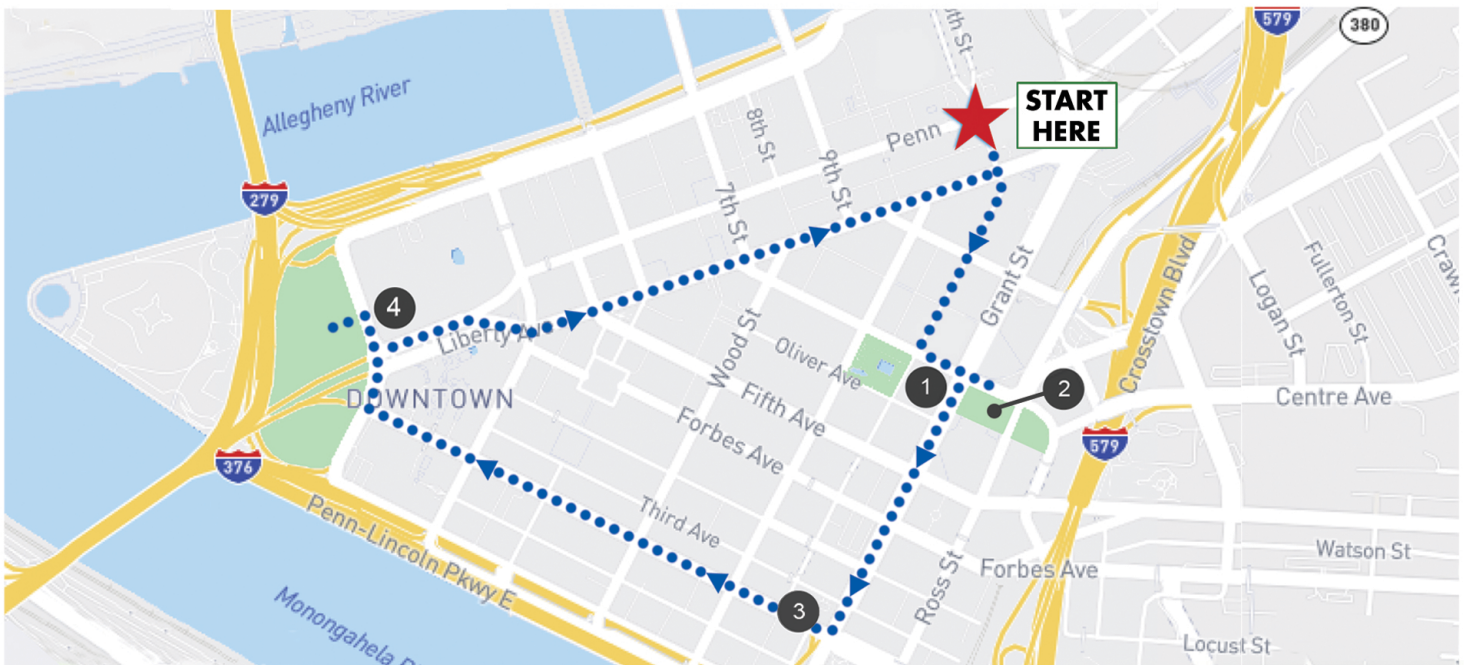 579
380
Allegheny River
START
HERE
Penn
8th St
9th St
7th St
279
Grant St
Crosstown Blvd
Logan St
Fullerton St
4
Liberty Ave
Wood St
Oliver Ave
1
2
DOWNTOWN
Fifth Ave
Centre Ave
Forbes Ave
579
376
Third Ave
Penn-Lincoln Pkwy E
Ross St
Forbes Ave
Watson St
3
Monongahela
Locust St